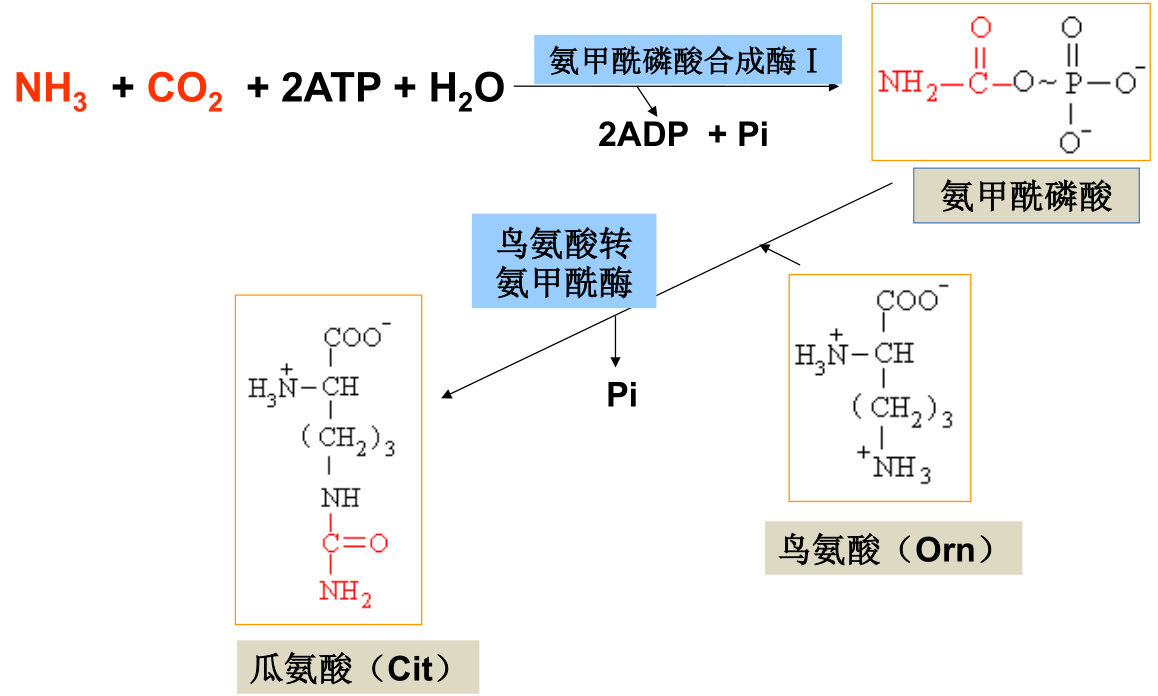 氨甲酰磷酸合成酶Ⅰ
NH₃ + CO₂ + 2ATP + H₂O
2ADP + Pi
O O
NH₂—C—O~P—O⁻
O⁻
氨甲酰磷酸
鸟氨酸转
氨甲酰酶
Pi
COO⁻
H₃N⁺—CH
(CH₂)₃
⁺NH₃
鸟氨酸（Orn）
COO⁻
H₃N⁺—CH
(CH₂)₃
NH
C=O
NH₂
瓜氨酸（Cit）